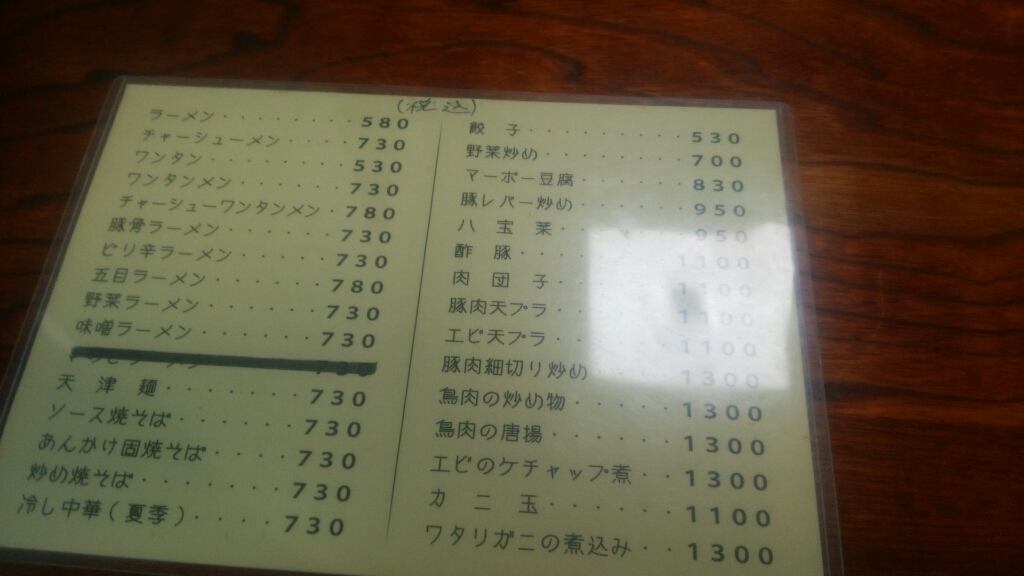 (税込)
ラーメン・・・・・・・・・580
チャーシューメン・・・・730
ワンタン・・・・・・・・530
ワンタンメン・・・・・・730
チャーシューワンタンメン・780
豚骨ラーメン・・・・・・730
ピリ辛ラーメン・・・・・730
五目ラーメン・・・・・・780
野菜ラーメン・・・・・・730
味噌ラーメン・・・・・・730
730
天津麺・・・・・・・730
ソース焼そば・・・・・・730
あんかけ固焼そば・・・・730
炒め焼そば・・・・・・・730
冷し中華(夏季)・・・・730
餃子・・・・・・・・・530
野菜炒め・・・・・・・・700
マーボー豆腐・・・・・・830
豚レバー炒め・・・・・・950
八宝菜・・・・・・・950
酢豚・・・・・・・・1100
肉団子・・・・・・・1100
豚肉天プラ・・・・・・1100
エビ天プラ・・・・・・1100
豚肉細切り炒め・・・・1300
鳥肉の炒め物・・・・・1300
鳥肉の唐揚・・・・・・1300
エビのケチャップ煮・・1300
カニ玉・・・・・・1100
ワタリガニの煮込み・・1300